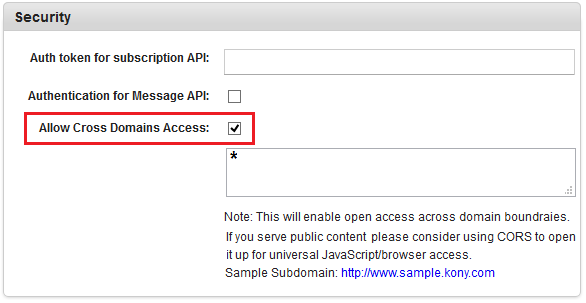 Security
Auth token for subscription API:
Authentication for Message API:
Allow Cross Domains Access:
*
Note: This will enable open access across domain boundraies.
If you serve public content please consider using CORS to open
it up for universal JavaScript/browser access.
Sample Subdomain: http://www.sample.kony.com